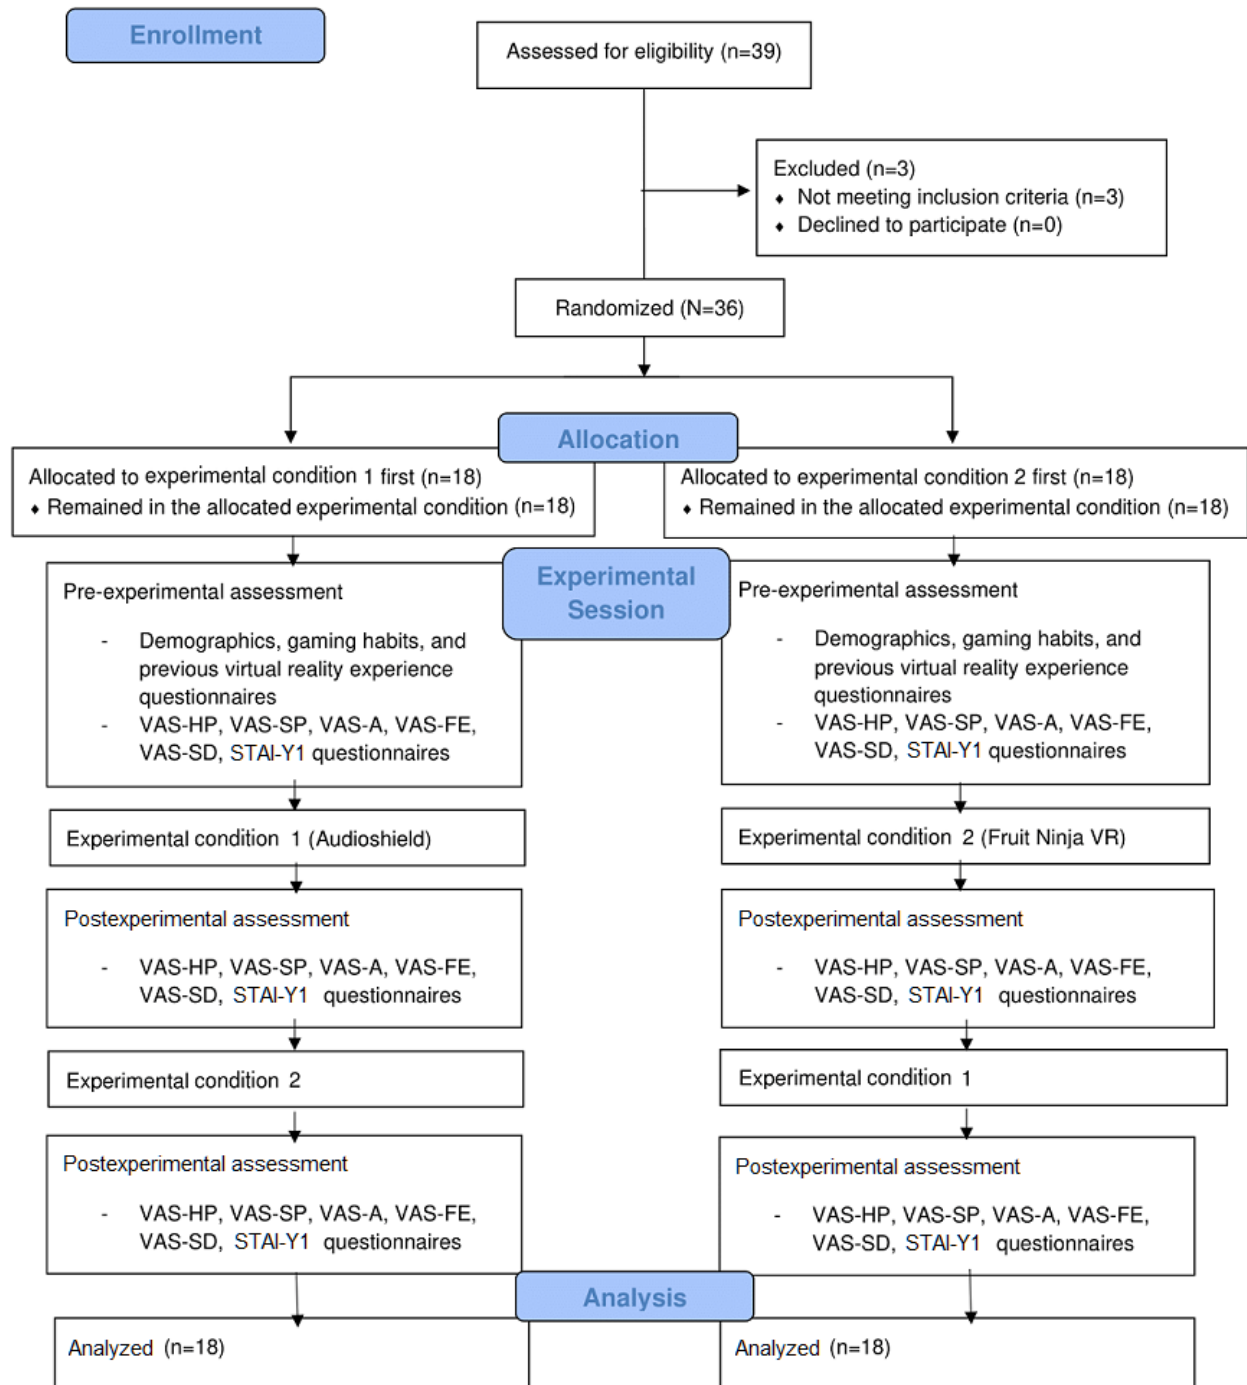 Enrollment
Assessed for eligibility (n=39)
Excluded (n=3)
♦ Not meeting inclusion criteria (n=3)
♦ Declined to participate (n=0)
Randomized (N=36)
Allocation
Allocated to experimental condition 1 first (n=18)
♦ Remained in the allocated experimental condition (n=18)
Allocated to experimental condition 2 first (n=18)
♦ Remained in the allocated experimental condition (n=18)
Experimental
Session
Pre-experimental assessment
- Demographics, gaming habits, and
previous virtual reality experience
questionnaires
- VAS-HP, VAS-SP, VAS-A, VAS-FE,
VAS-SD, STAI-Y1 questionnaires
Pre-experimental assessment
- Demographics, gaming habits, and
previous virtual reality experience
questionnaires
- VAS-HP, VAS-SP, VAS-A, VAS-FE,
VAS-SD, STAI-Y1 questionnaires
Experimental condition 1 (Audioshield)
Experimental condition 2 (Fruit Ninja VR)
Postexperimental assessment
- VAS-HP, VAS-SP, VAS-A, VAS-FE,
VAS-SD, STAI-Y1 questionnaires
Postexperimental assessment
- VAS-HP, VAS-SP, VAS-A, VAS-FE,
VAS-SD, STAI-Y1 questionnaires
Experimental condition 2
Experimental condition 1
Postexperimental assessment
- VAS-HP, VAS-SP, VAS-A, VAS-FE,
VAS-SD, STAI-Y1 questionnaires
Postexperimental assessment
- VAS-HP, VAS-SP, VAS-A, VAS-FE,
VAS-SD, STAI-Y1 questionnaires
Analysis
Analyzed (n=18)
Analyzed (n=18)